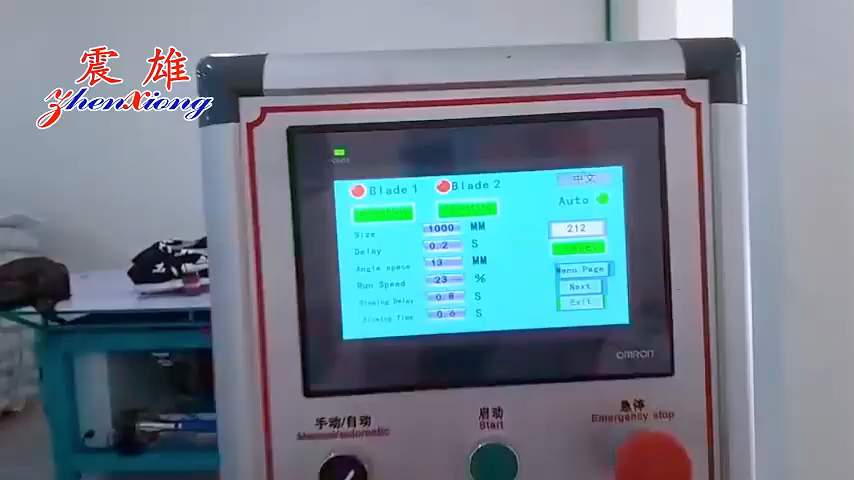 震雄
Zhenxiong
Blade 1
Blade 2
中文
Auto
Size 1000 MM
212
Delay 0.2 S
Angle space 13 MM
Menu Page
Run Speed 23 %
Next
Slowing Delay 0.8 S
Exit
Slowing Time 0.6 S
OMRON
手动/自动
Manual/automatic
启动
Start
急停
Emergency stop